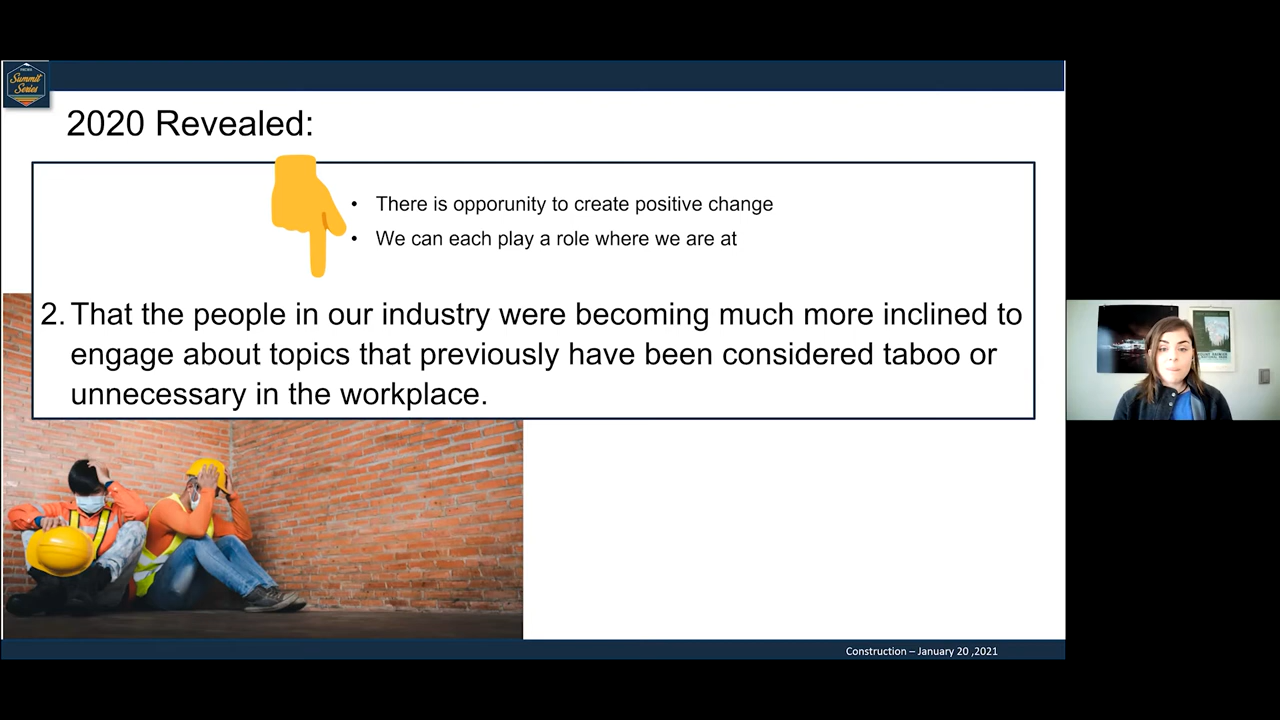 Summit
Series
2020 Revealed:
• There is opporunity to create positive change
• We can each play a role where we are at
2. That the people in our industry were becoming much more inclined to
engage about topics that previously have been considered taboo or
unnecessary in the workplace.
Construction – January 20 ,2021